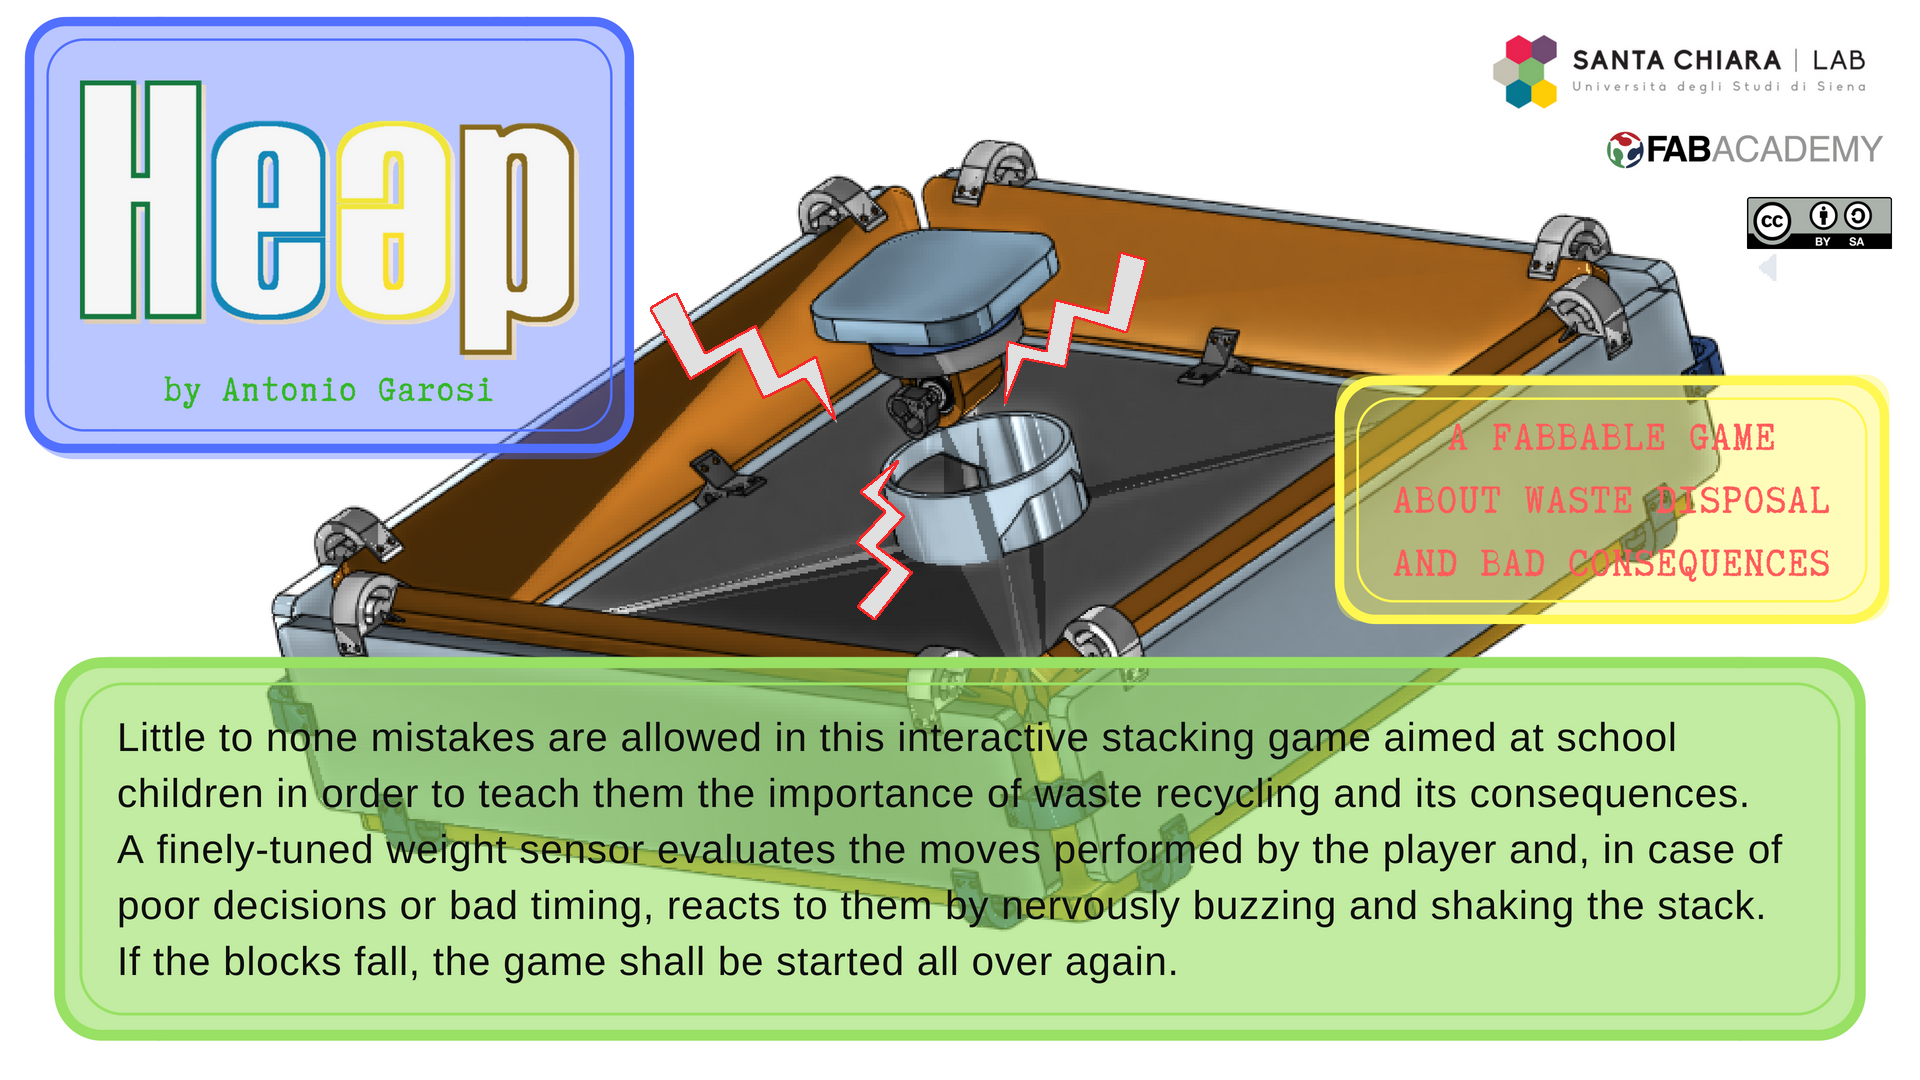 Heap
by Antonio Garosi
SANTA CHIARA | LAB
Università degli Studi di Siena
FABACADEMY
cc
BY SA
A FABBABLE GAME
ABOUT WASTE DISPOSAL
AND BAD CONSEQUENCES
Little to none mistakes are allowed in this interactive stacking game aimed at school
children in order to teach them the importance of waste recycling and its consequences.
A finely-tuned weight sensor evaluates the moves performed by the player and, in case of
poor decisions or bad timing, reacts to them by nervously buzzing and shaking the stack.
If the blocks fall, the game shall be started all over again.